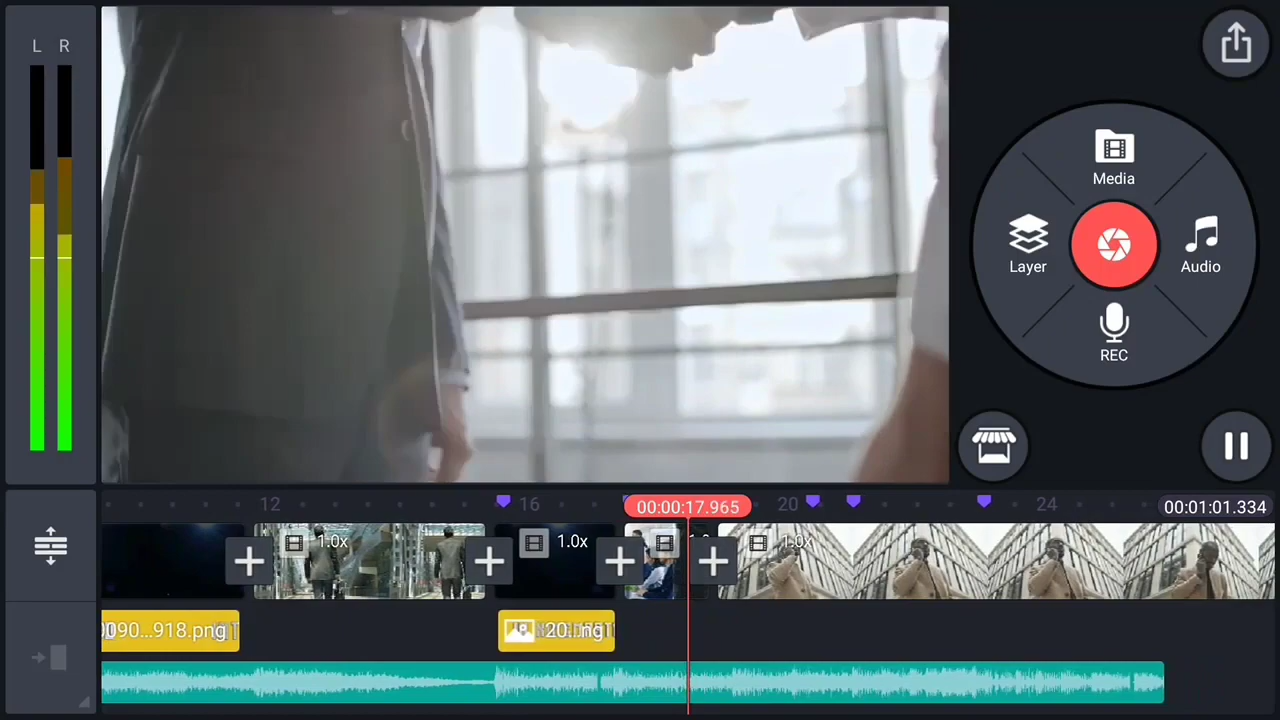 L R
Media
Layer
Audio
REC
12
16
00:00:17.965
20
24
00:01:01.334
1.0x
1.0x
1.0x
090...918.png
20
.png